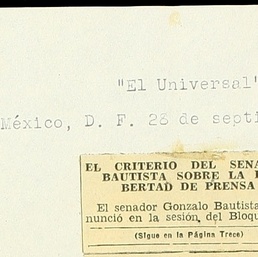 "El Universal"
México, D. F. 28 de septi
EL CRITERIO DEL SENA
BAUTISTA SOBRE LA L
BERTAD DE PRENSA
El senador Gonzalo Bautista
nunció en la sesión del Bloqu
(Sigue en la Página Trece)